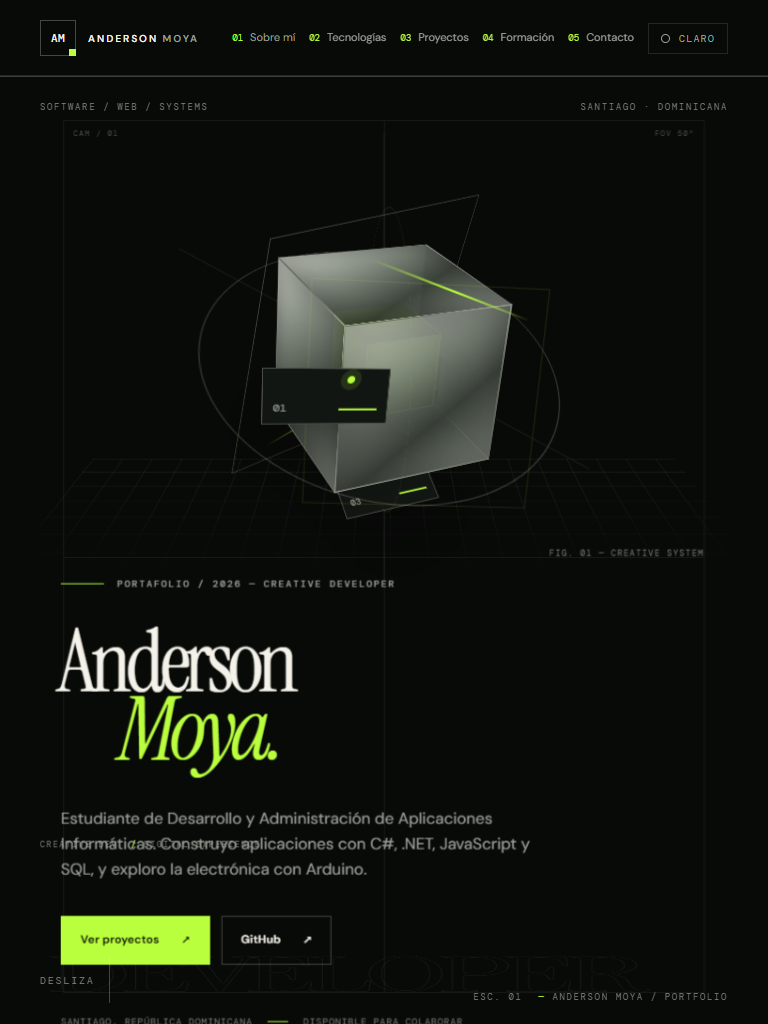 AM
ANDERSON MOYA
01 Sobre mí 02 Tecnologías 03 Proyectos 04 Formación 05 Contacto
CLARO
SOFTWARE / WEB / SYSTEMS
SANTIAGO · DOMINICANA
CAM / 01
FOV 50°
01
03
FIG. 01 — CREATIVE SYSTEM
PORTAFOLIO / 2026 — CREATIVE DEVELOPER
Anderson
Moya.
Estudiante de Desarrollo y Administración de Aplicaciones
Informáticas. Construyo aplicaciones con C#, .NET, JavaScript y
SQL, y exploro la electrónica con Arduino.
Ver proyectos ↗
GitHub ↗
DEVELOPER
DESLIZA
ESC. 01 — ANDERSON MOYA / PORTFOLIO
SANTIAGO, REPÚBLICA DOMINICANA — DISPONIBLE PARA COLABORAR